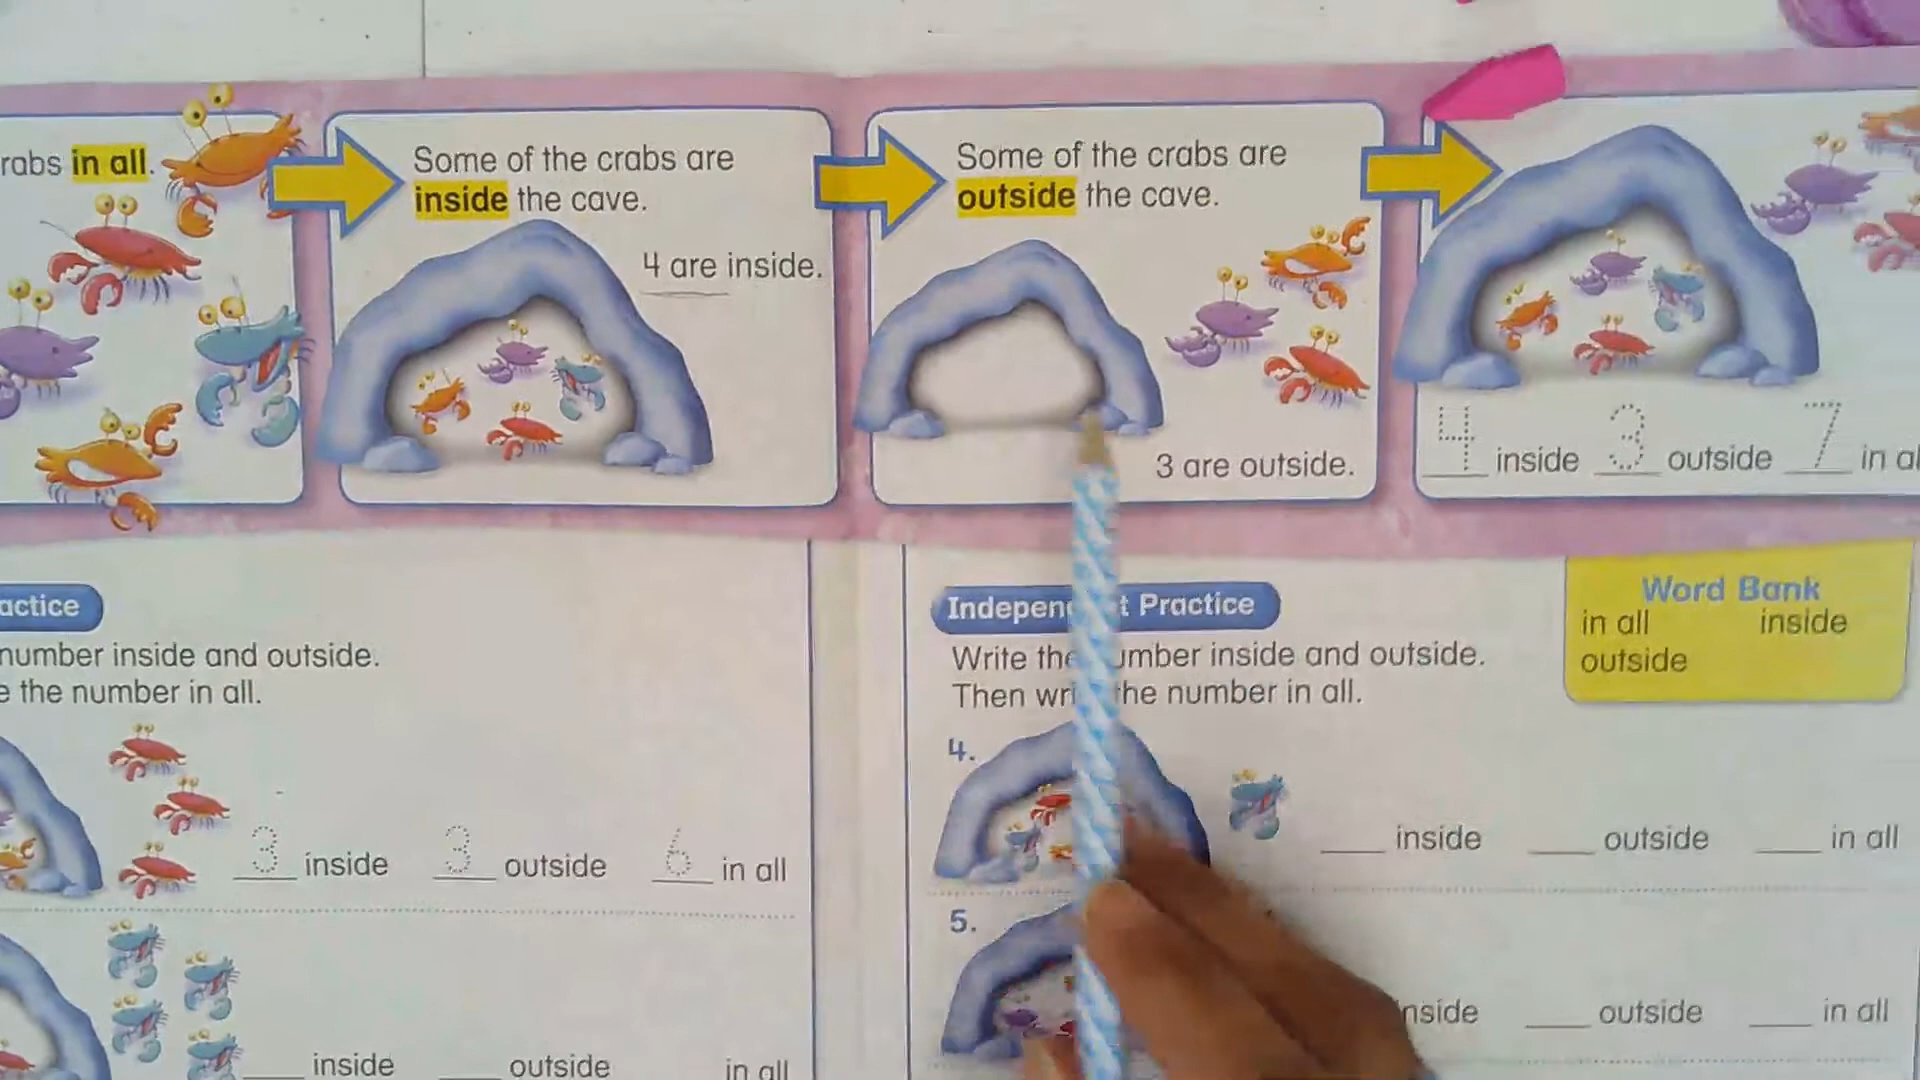 rabs in all.
Some of the crabs are
inside the cave.
4 are inside.
Some of the crabs are
outside the cave.
3 are outside.
4 inside 3 outside 7 in al
actice
number inside and outside.
e the number in all.
3 inside 3 outside 6 in all
inside outside in all
Independent Practice
Write the number inside and outside.
Then write the number in all.
Word Bank
in all inside
outside
4.
inside outside in all
5.
nside outside in all